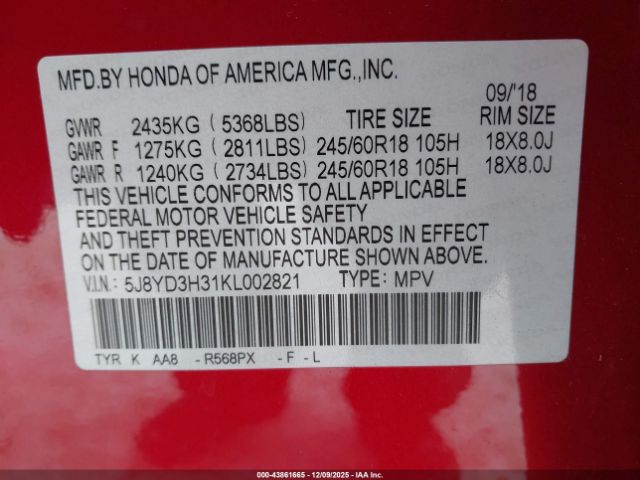 MFD.BY HONDA OF AMERICA MFG.,INC.
09/'18
GVWR 2435KG ( 5368LBS) TIRE SIZE RIM SIZE
GAWR F 1275KG ( 2811LBS) 245/60R18 105H 18X8.0J
GAWR R 1240KG ( 2734LBS) 245/60R18 105H 18X8.0J
THIS VEHICLE CONFORMS TO ALL APPLICABLE
FEDERAL MOTOR VEHICLE SAFETY
AND THEFT PREVENTION STANDARDS IN EFFECT
ON THE DATE OF MANUFACTURE SHOWN ABOVE.
V.I.N.: 5J8YD3H31KL002821 TYPE: MPV
TYR K AA8 - R568PX - F - L
000-43861665 - 12/09/2025 - IAAI.COM